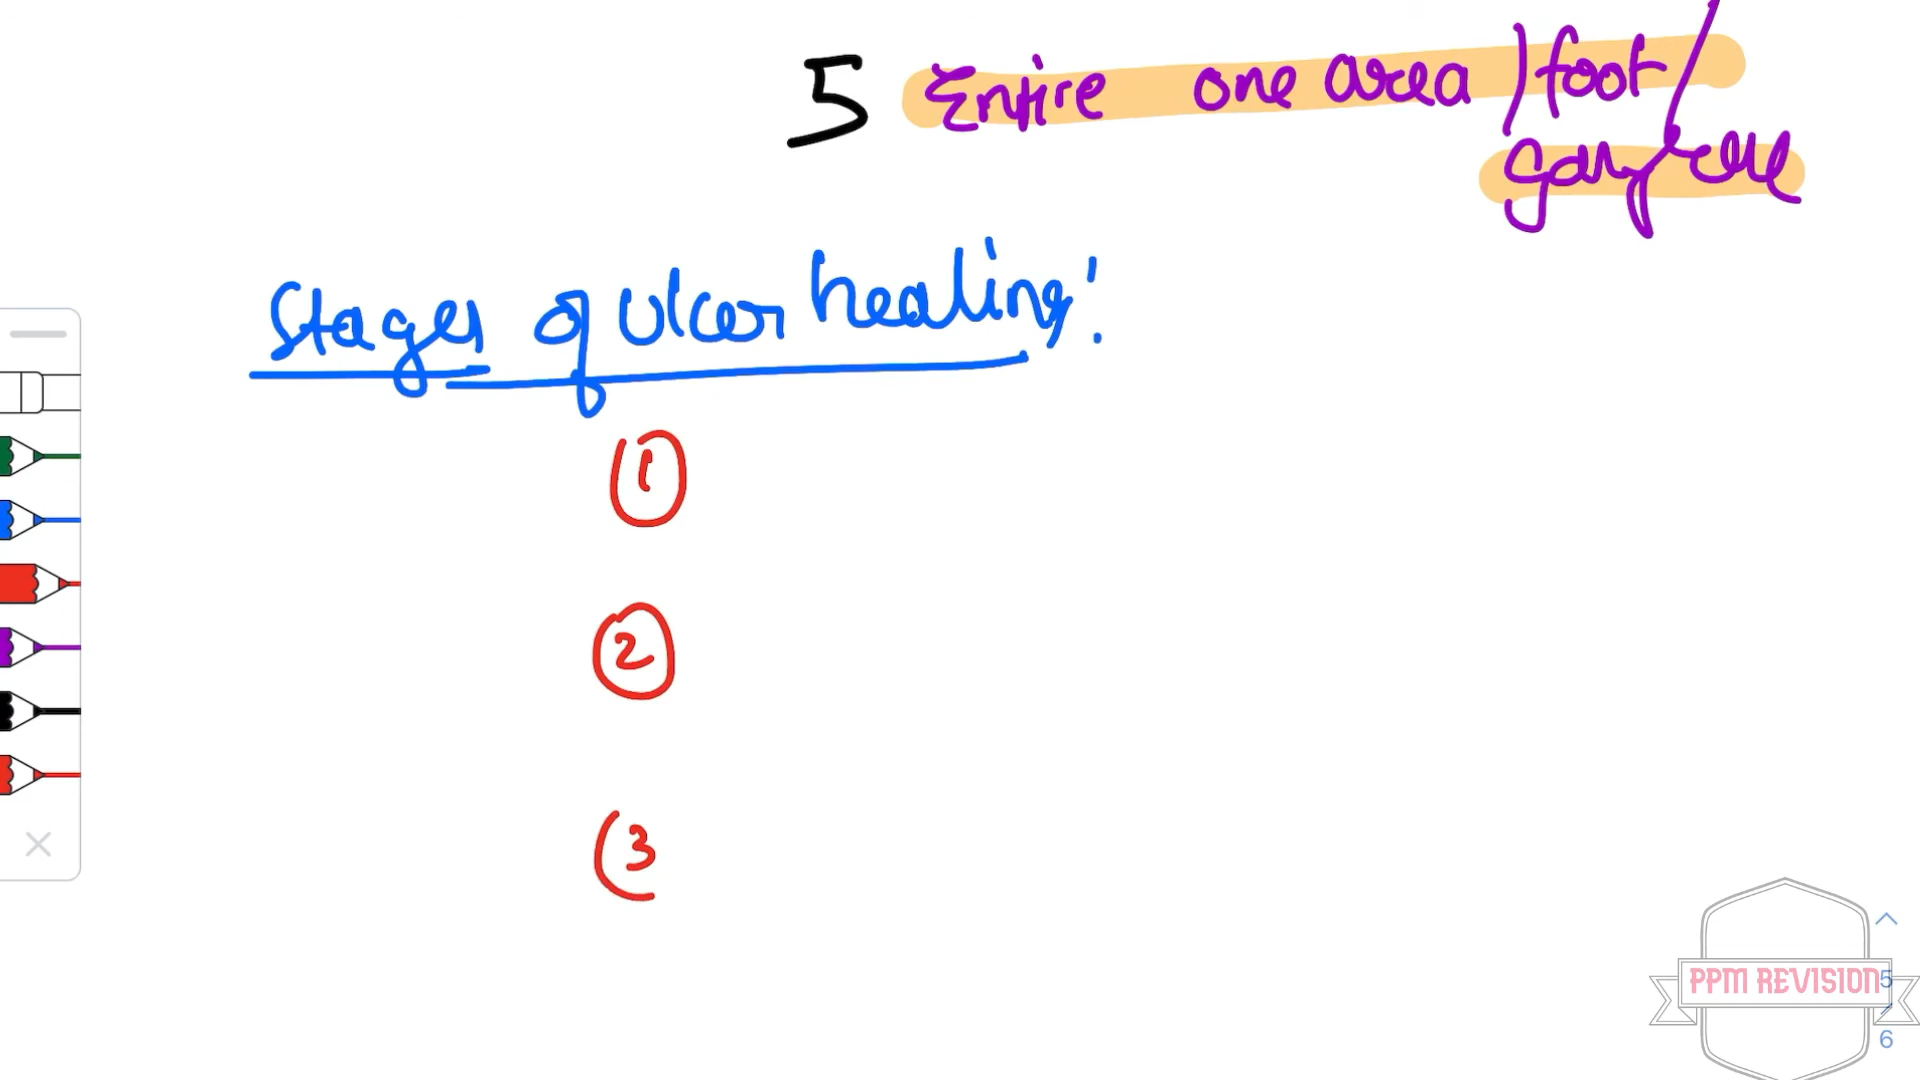 5 Entire one area / foot /
gangrene
Stages of Ulcer healing:
1
2
3
PPM REVISION
5
6